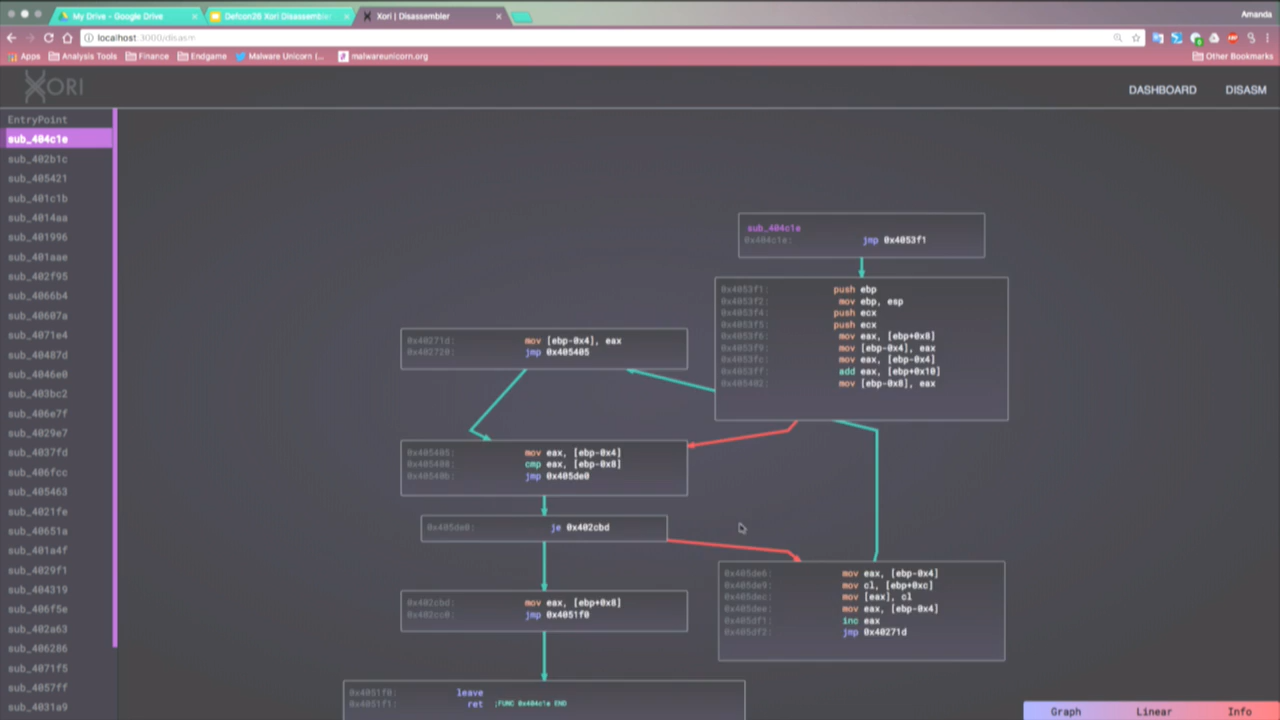 My Drive - Google Drive
Defcon26 Xori Disassembler
Xori | Disassembler
Amanda
localhost:3000/disasm
Apps
Analysis Tools
Finance
Endgame
Malware Unicorn (...
malwareunicorn.org
Other Bookmarks
XORI
DASHBOARD
DISASM
EntryPoint
sub_404c1e
sub_402b1c
sub_405421
sub_401c1b
sub_4014aa
sub_401996
sub_401aae
sub_402f95
sub_4066b4
sub_40607a
sub_4071e4
sub_40487d
sub_4046e0
sub_403bc2
sub_406e7f
sub_4029e7
sub_4037fd
sub_406fcc
sub_405463
sub_4021fe
sub_40651a
sub_401a4f
sub_4029f1
sub_404319
sub_406f5e
sub_402a63
sub_406286
sub_4071f5
sub_4057ff
sub_4031a9
sub_404c1e
0x404c1e: jmp 0x4053f1
0x4053f1: push ebp
0x4053f2: mov ebp, esp
0x4053f4: push ecx
0x4053f5: push ecx
0x4053f6: mov eax, [ebp+0x8]
0x4053f9: mov [ebp-0x4], eax
0x4053fc: mov eax, [ebp-0x4]
0x4053ff: add eax, [ebp+0x10]
0x405402: mov [ebp-0x8], eax
0x40271d: mov [ebp-0x4], eax
0x402720: jmp 0x405405
0x405405: mov eax, [ebp-0x4]
0x405408: cmp eax, [ebp-0x8]
0x40540b: jmp 0x405de0
0x405de0: je 0x402cbd
0x405de6: mov eax, [ebp-0x4]
0x405de9: mov cl, [ebp+0xc]
0x405dec: mov [eax], cl
0x405dee: mov eax, [ebp-0x4]
0x405df1: inc eax
0x405df2: jmp 0x40271d
0x402cbd: mov eax, [ebp+0x8]
0x402cc0: jmp 0x4051f0
0x4051f0: leave
0x4051f1: ret ;FUNC 0x404c1e END
Graph
Linear
Info